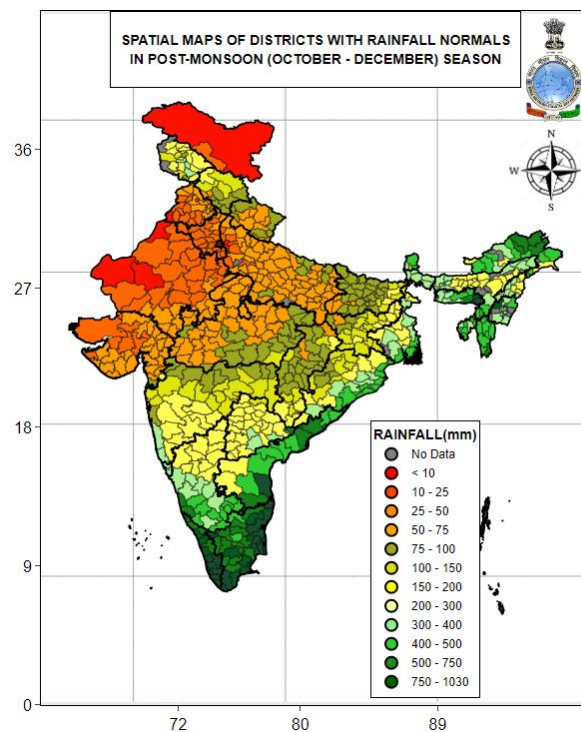 SPATIAL MAPS OF DISTRICTS WITH RAINFALL NORMALS
IN POST-MONSOON (OCTOBER - DECEMBER) SEASON
N
W
E
S
36
27
18
9
0
72
80
89
RAINFALL(mm)
No Data
< 10
10 - 25
25 - 50
50 - 75
75 - 100
100 - 150
150 - 200
200 - 300
300 - 400
400 - 500
500 - 750
750 - 1030